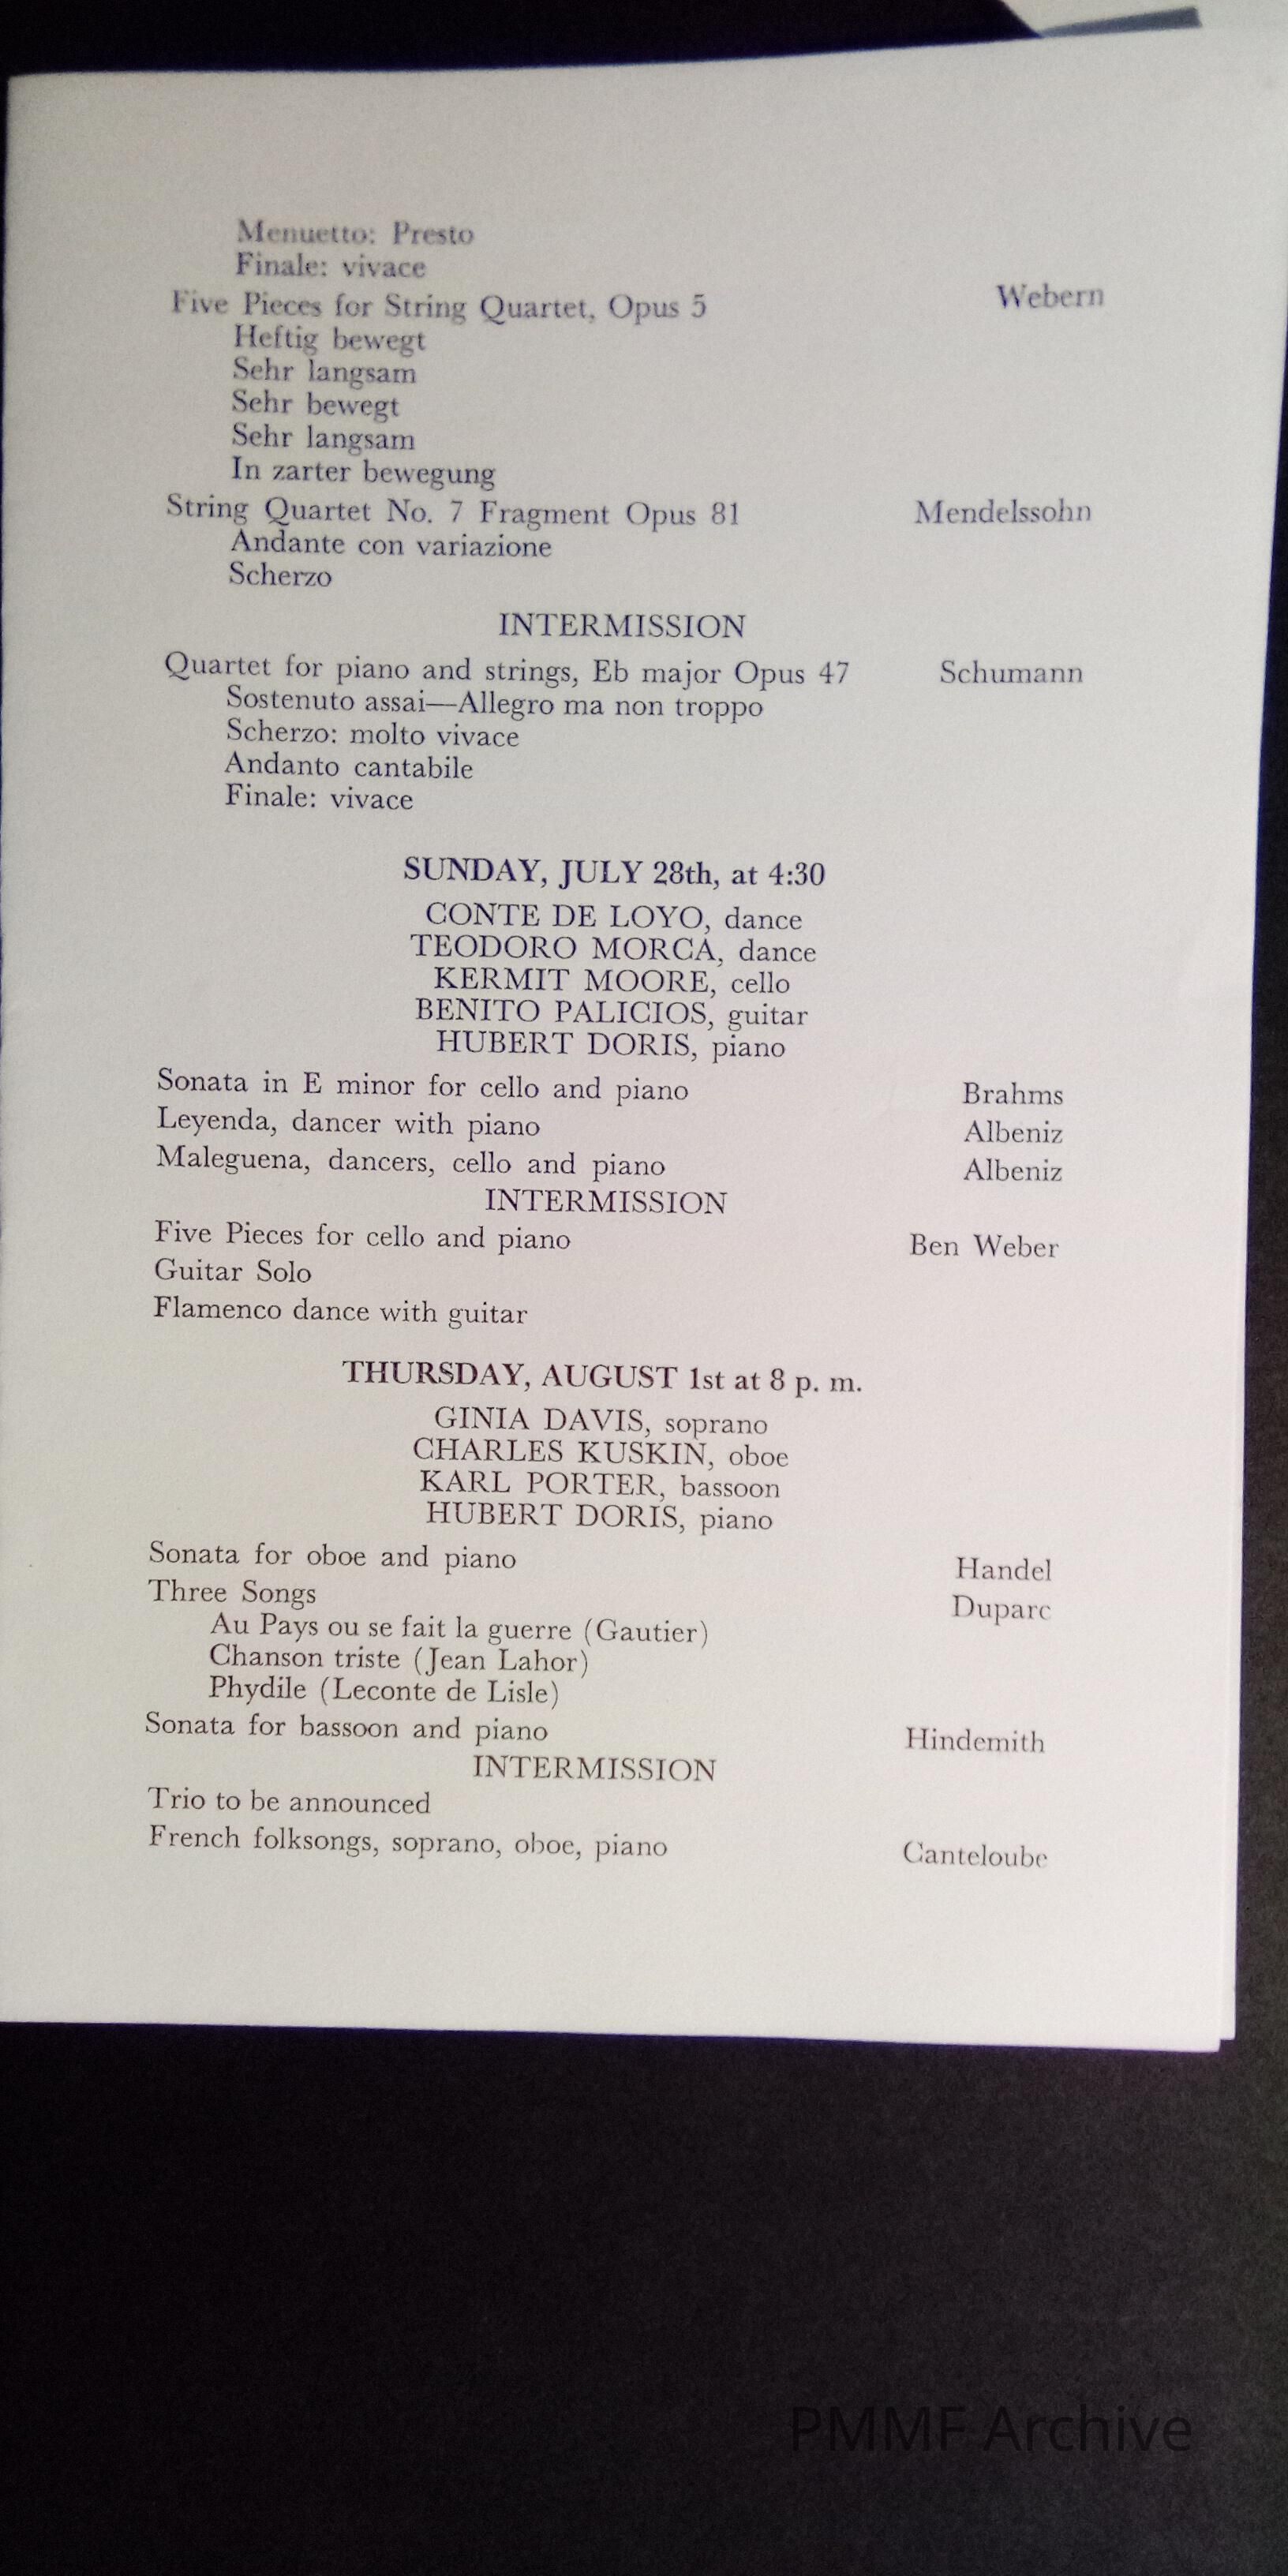 Menuetto: Presto
Finale: vivace
Five Pieces for String Quartet, Opus 5 Webern
Heftig bewegt
Sehr langsam
Sehr bewegt
Sehr langsam
In zarter bewegung
String Quartet No. 7 Fragment Opus 81 Mendelssohn
Andante con variazione
Scherzo
INTERMISSION
Quartet for piano and strings, Eb major Opus 47 Schumann
Sostenuto assai—Allegro ma non troppo
Scherzo: molto vivace
Andanto cantabile
Finale: vivace
SUNDAY, JULY 28th, at 4:30
CONTE DE LOYO, dance
TEODORO MORCA, dance
KERMIT MOORE, cello
BENITO PALICIOS, guitar
HUBERT DORIS, piano
Sonata in E minor for cello and piano Brahms
Leyenda, dancer with piano Albeniz
Maleguena, dancers, cello and piano Albeniz
INTERMISSION
Five Pieces for cello and piano Ben Weber
Guitar Solo
Flamenco dance with guitar
THURSDAY, AUGUST 1st at 8 p. m.
GINIA DAVIS, soprano
CHARLES KUSKIN, oboe
KARL PORTER, bassoon
HUBERT DORIS, piano
Sonata for oboe and piano Handel
Three Songs Duparc
Au Pays ou se fait la guerre (Gautier)
Chanson triste (Jean Lahor)
Phydile (Leconte de Lisle)
Sonata for bassoon and piano Hindemith
INTERMISSION
Trio to be announced
French folksongs, soprano, oboe, piano Canteloube
PMMF Archive